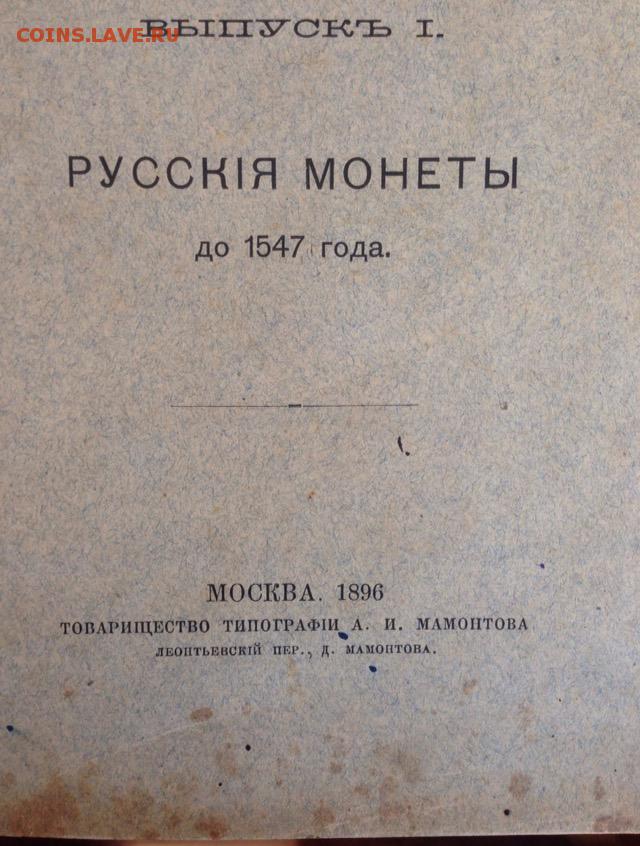 COINS.LAVE.RU
ВЫПУСКЪ I.
РУССКІЯ МОНЕТЫ
до 1547 года.
МОСКВА. 1896
ТОВАРИЩЕСТВО ТИПОГРАФІИ А. И. МАМОНТОВА
ЛЕОНТЬЕВСКІЙ ПЕР., Д. МАМОНТОВА.